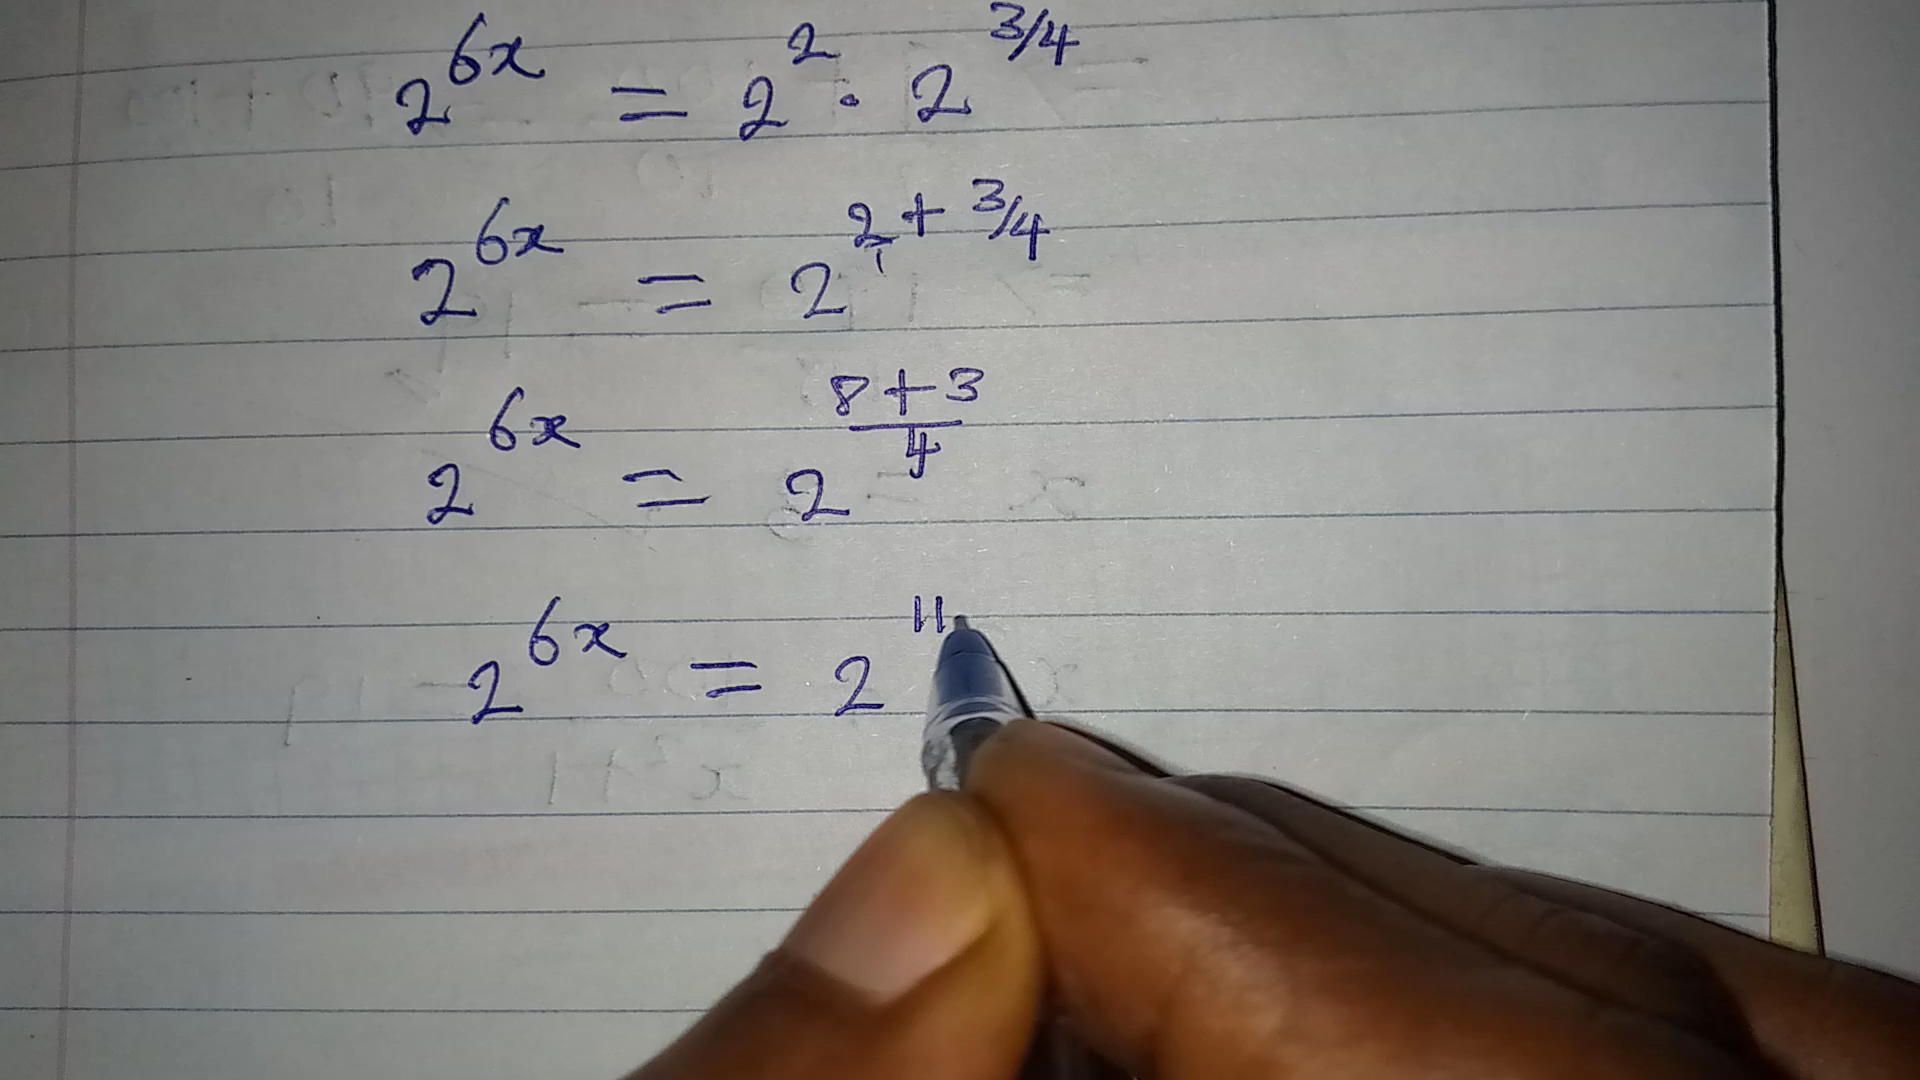 2^{6x} = 2^2 · 2^{3/4}
2^{6x} = 2^{2/1 + 3/4}
2^{6x} = 2^{\frac{8+3}{4}}
2^{6x} = 2^{11}